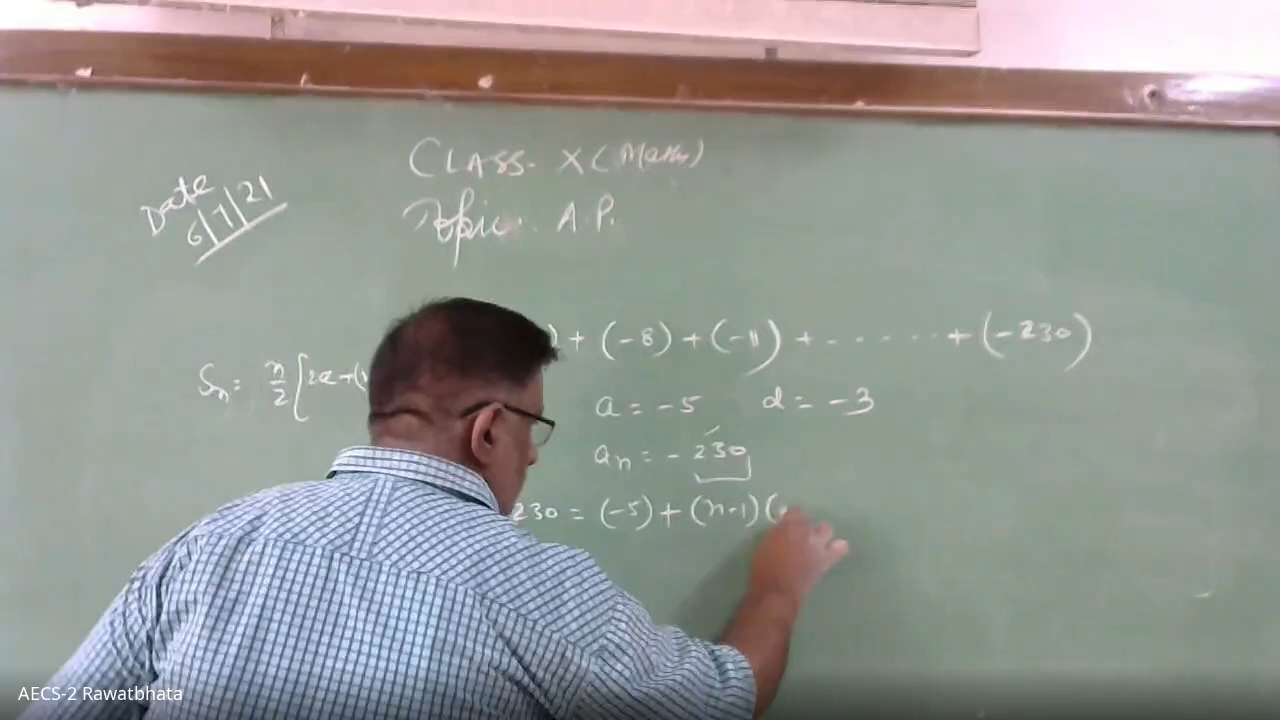 CLASS- X (Maths)
Date 6/7/21
Topic:- A.P.
) + (-8) + (-11) + - - - - - - + (-230)
Sn = n/2 [2a+(
a = -5 d = -3
an = - 230
230 = (-5) + (n-1)(
AECS-2 Rawatbhata